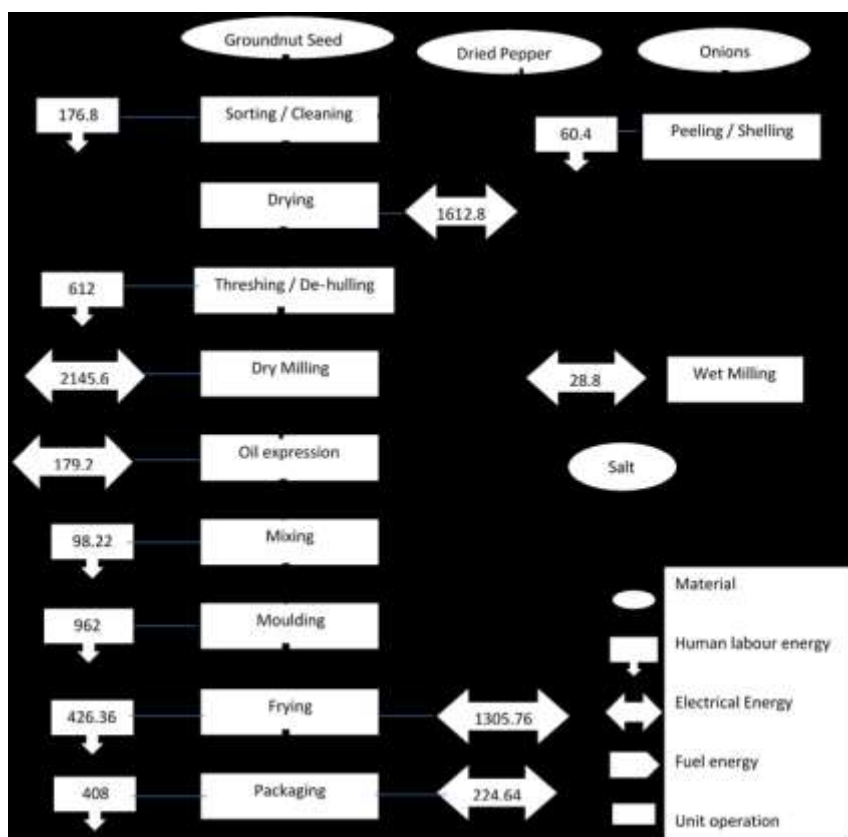 Groundnut Seed
Dried Pepper
Onions
176.8
Sorting / Cleaning
60.4
Peeling / Shelling
Drying
1612.8
612
Threshing / De-hulling
2145.6
Dry Milling
28.8
Wet Milling
179.2
Oil expression
Salt
98.22
Mixing
962
Moulding
426.36
Frying
1305.76
408
Packaging
224.64
Material
Human labour energy
Electrical Energy
Fuel energy
Unit operation